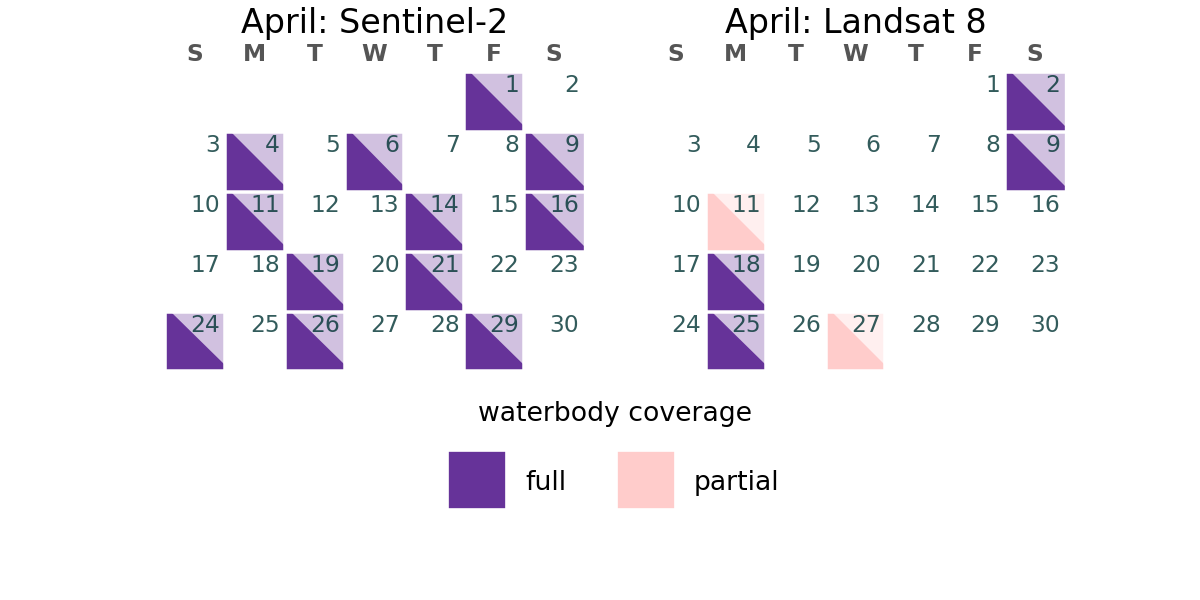 April: Sentinel-2
S M T W T F S
1 2
3 4 5 6 7 8 9
10 11 12 13 14 15 16
17 18 19 20 21 22 23
24 25 26 27 28 29 30
April: Landsat 8
S M T W T F S
1 2
3 4 5 6 7 8 9
10 11 12 13 14 15 16
17 18 19 20 21 22 23
24 25 26 27 28 29 30
waterbody coverage
full partial